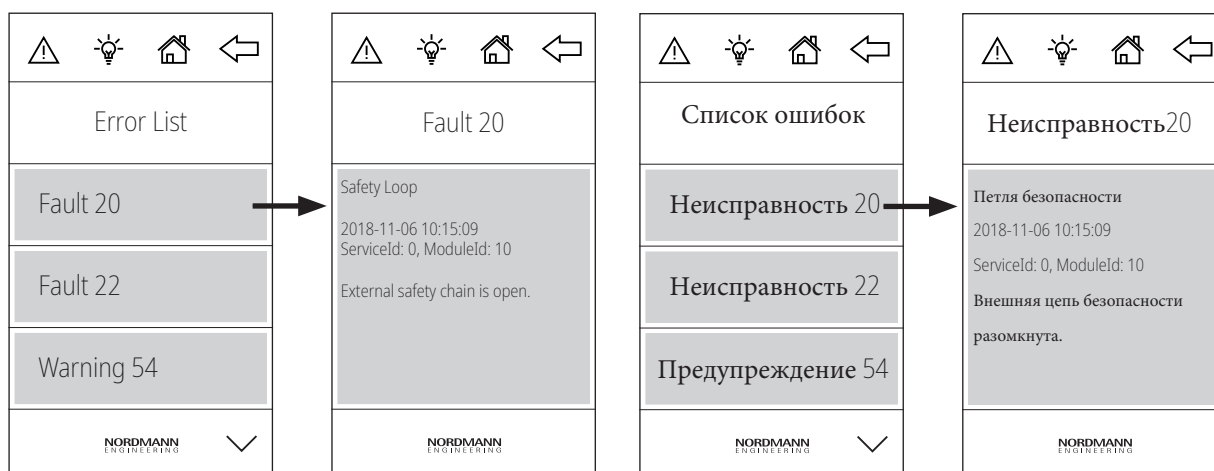 Error List
Fault 20
Fault 22
Warning 54
NORDMANN
ENGINEERING
Fault 20
Safety Loop
2018-11-06 10:15:09
ServiceId: 0, ModuleId: 10
External safety chain is open.
NORDMANN
ENGINEERING
Список ошибок
Неисправность 20
Неисправность 22
Предупреждение 54
NORDMANN
ENGINEERING
Неисправность20
Петля безопасности
2018-11-06 10:15:09
ServiceId: 0, ModuleId: 10
Внешняя цепь безопасности
разомкнута.
NORDMANN
ENGINEERING